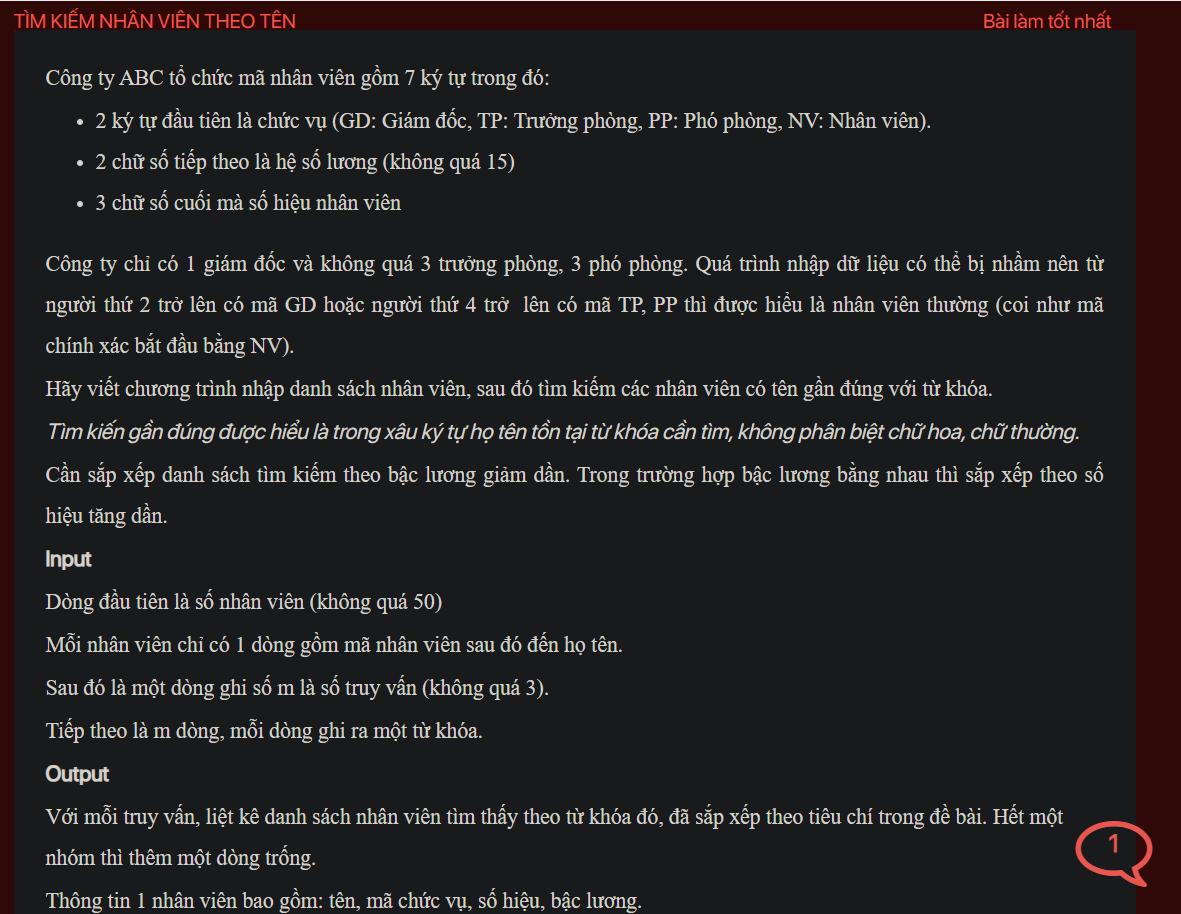 TÌM KIẾM NHÂN VIÊN THEO TÊN
Bài làm tốt nhất
Công ty ABC tổ chức mã nhân viên gồm 7 ký tự trong đó:
• 2 ký tự đầu tiên là chức vụ (GD: Giám đốc, TP: Trưởng phòng, PP: Phó phòng, NV: Nhân viên).
• 2 chữ số tiếp theo là hệ số lương (không quá 15)
• 3 chữ số cuối mà số hiệu nhân viên
Công ty chỉ có 1 giám đốc và không quá 3 trưởng phòng, 3 phó phòng. Quá trình nhập dữ liệu có thể bị nhầm nên từ
người thứ 2 trở lên có mã GD hoặc người thứ 4 trở lên có mã TP, PP thì được hiểu là nhân viên thường (coi như mã
chính xác bắt đầu bằng NV).
Hãy viết chương trình nhập danh sách nhân viên, sau đó tìm kiếm các nhân viên có tên gần đúng với từ khóa.
Tìm kiến gần đúng được hiểu là trong xâu ký tự họ tên tồn tại từ khóa cần tìm, không phân biệt chữ hoa, chữ thường.
Cần sắp xếp danh sách tìm kiếm theo bậc lương giảm dần. Trong trường hợp bậc lương bằng nhau thì sắp xếp theo số
hiệu tăng dần.
Input
Dòng đầu tiên là số nhân viên (không quá 50)
Mỗi nhân viên chỉ có 1 dòng gồm mã nhân viên sau đó đến họ tên.
Sau đó là một dòng ghi số m là số truy vấn (không quá 3).
Tiếp theo là m dòng, mỗi dòng ghi ra một từ khóa.
Output
Với mỗi truy vấn, liệt kê danh sách nhân viên tìm thấy theo từ khóa đó, đã sắp xếp theo tiêu chí trong đề bài. Hết một
nhóm thì thêm một dòng trống.
1
Thông tin 1 nhân viên bao gồm: tên, mã chức vụ, số hiệu, bậc lương.